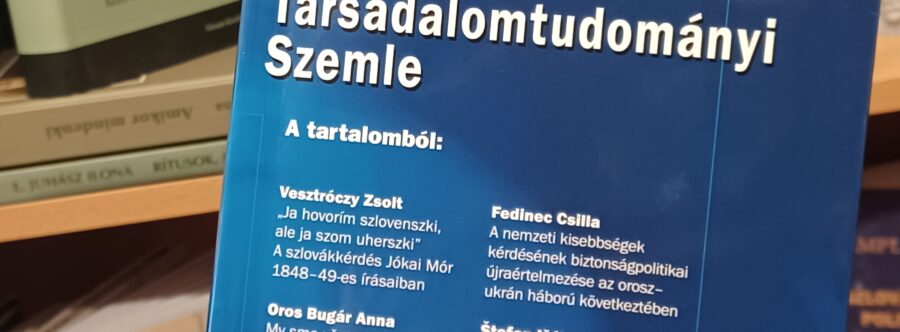 Társadalomtudományi
Szemle
A tartalomból:
Vesztróczy Zsolt
„Ja hovorím szlovenszki,
ale ja szom uherszki”
A szlovákkérdés Jókai Mór
1848–49-es írásaiban
Oros Bugár Anna
Fedinec Csilla
A nemzeti kisebbségek
kérdésének biztonságpolitikai
újraértelmezése az orosz–
ukrán háború következtében
Amikor mindenki
L. JUHÁSZ ILONA RÍTUSOK,